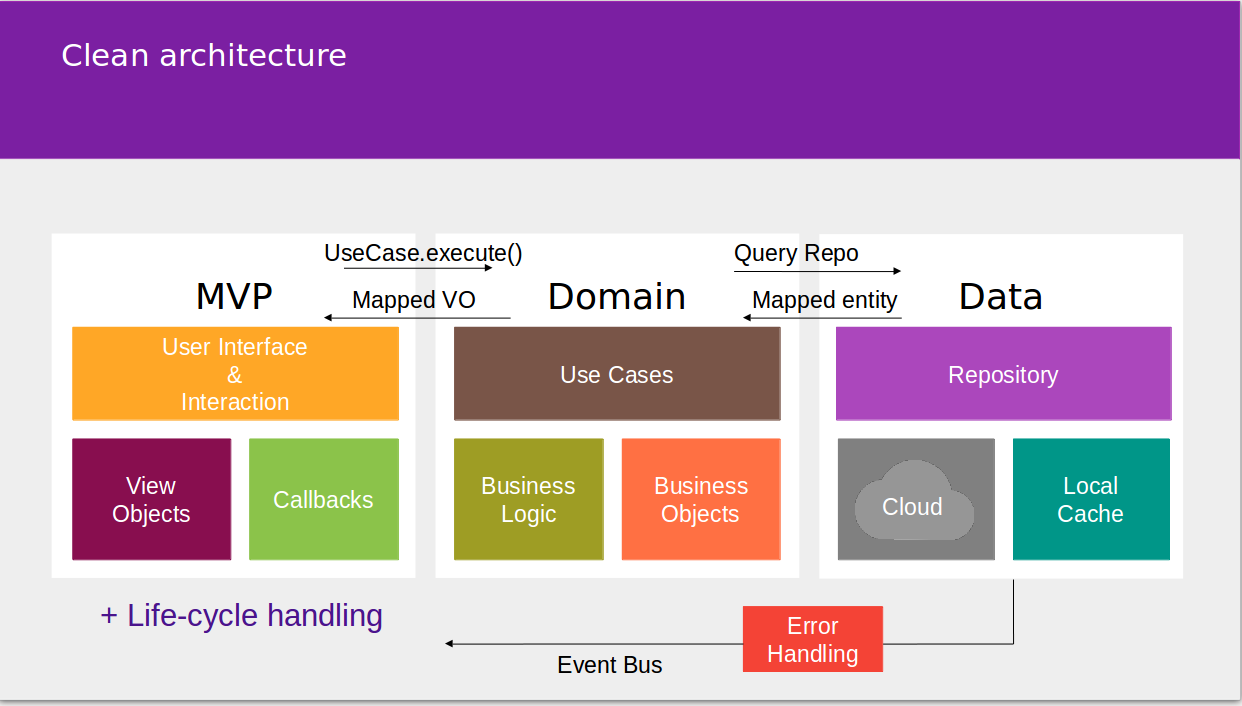 Clean architecture
UseCase.execute()
Query Repo
MVP
Mapped VO
Domain
Mapped entity
Data
User Interface
&
Interaction
Use Cases
Repository
View
Objects
Callbacks
Business
Logic
Business
Objects
Cloud
Local
Cache
+ Life-cycle handling
Error
Handling
Event Bus